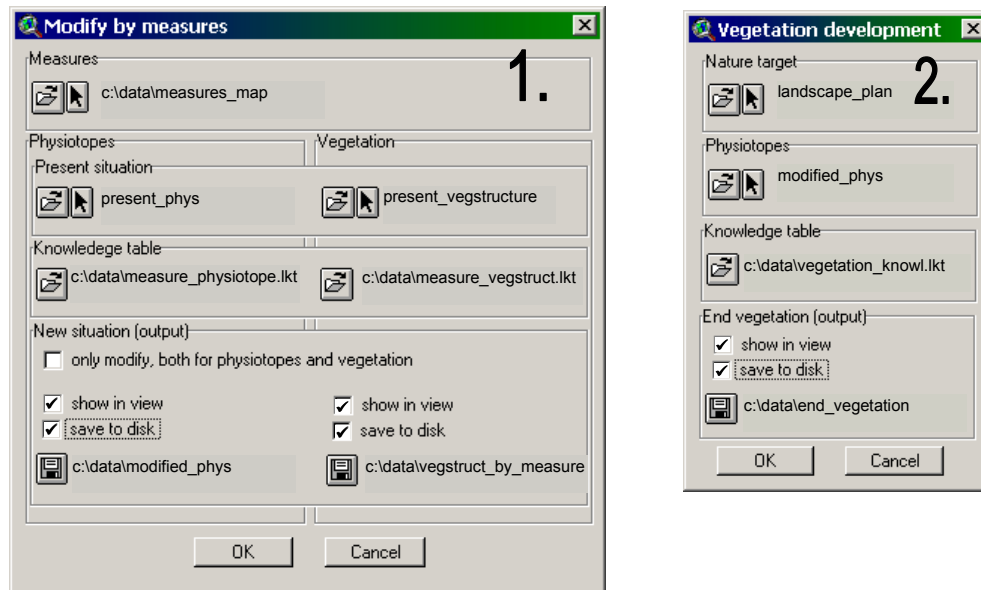 Modify by measures
1.
Measures
c:\data\measures_map
Physiotopes
Vegetation
Present situation
present_phys
present_vegstructure
Knowledege table
c:\data\measure_physiotope.lkt
c:\data\measure_vegstruct.lkt
New situation (output)
only modify, both for physiotopes and vegetation
show in view
show in view
save to disk
save to disk
c:\data\modified_phys
c:\data\vegstruct_by_measure
OK
Cancel
Vegetation development
2.
Nature target
landscape_plan
Physiotopes
modified_phys
Knowledge table
c:\data\vegetation_knowl.lkt
End vegetation (output)
show in view
save to disk
c:\data\end_vegetation
OK
Cancel